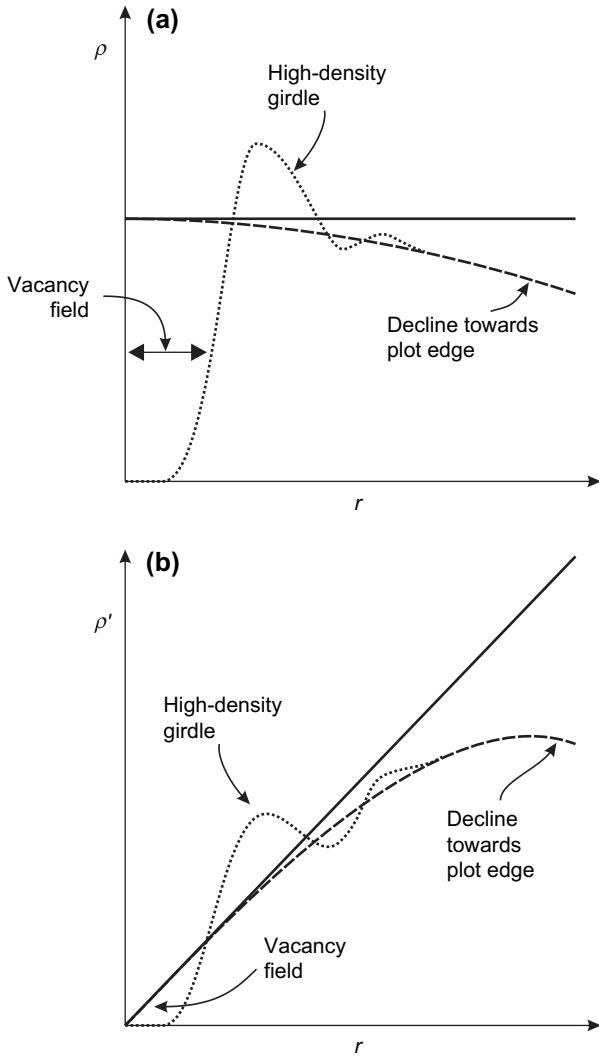 (a)
ρ
High-density
girdle
Vacancy
field
Decline towards
plot edge
r
(b)
ρ'
High-density
girdle
Decline
towards
plot edge
Vacancy
field
r